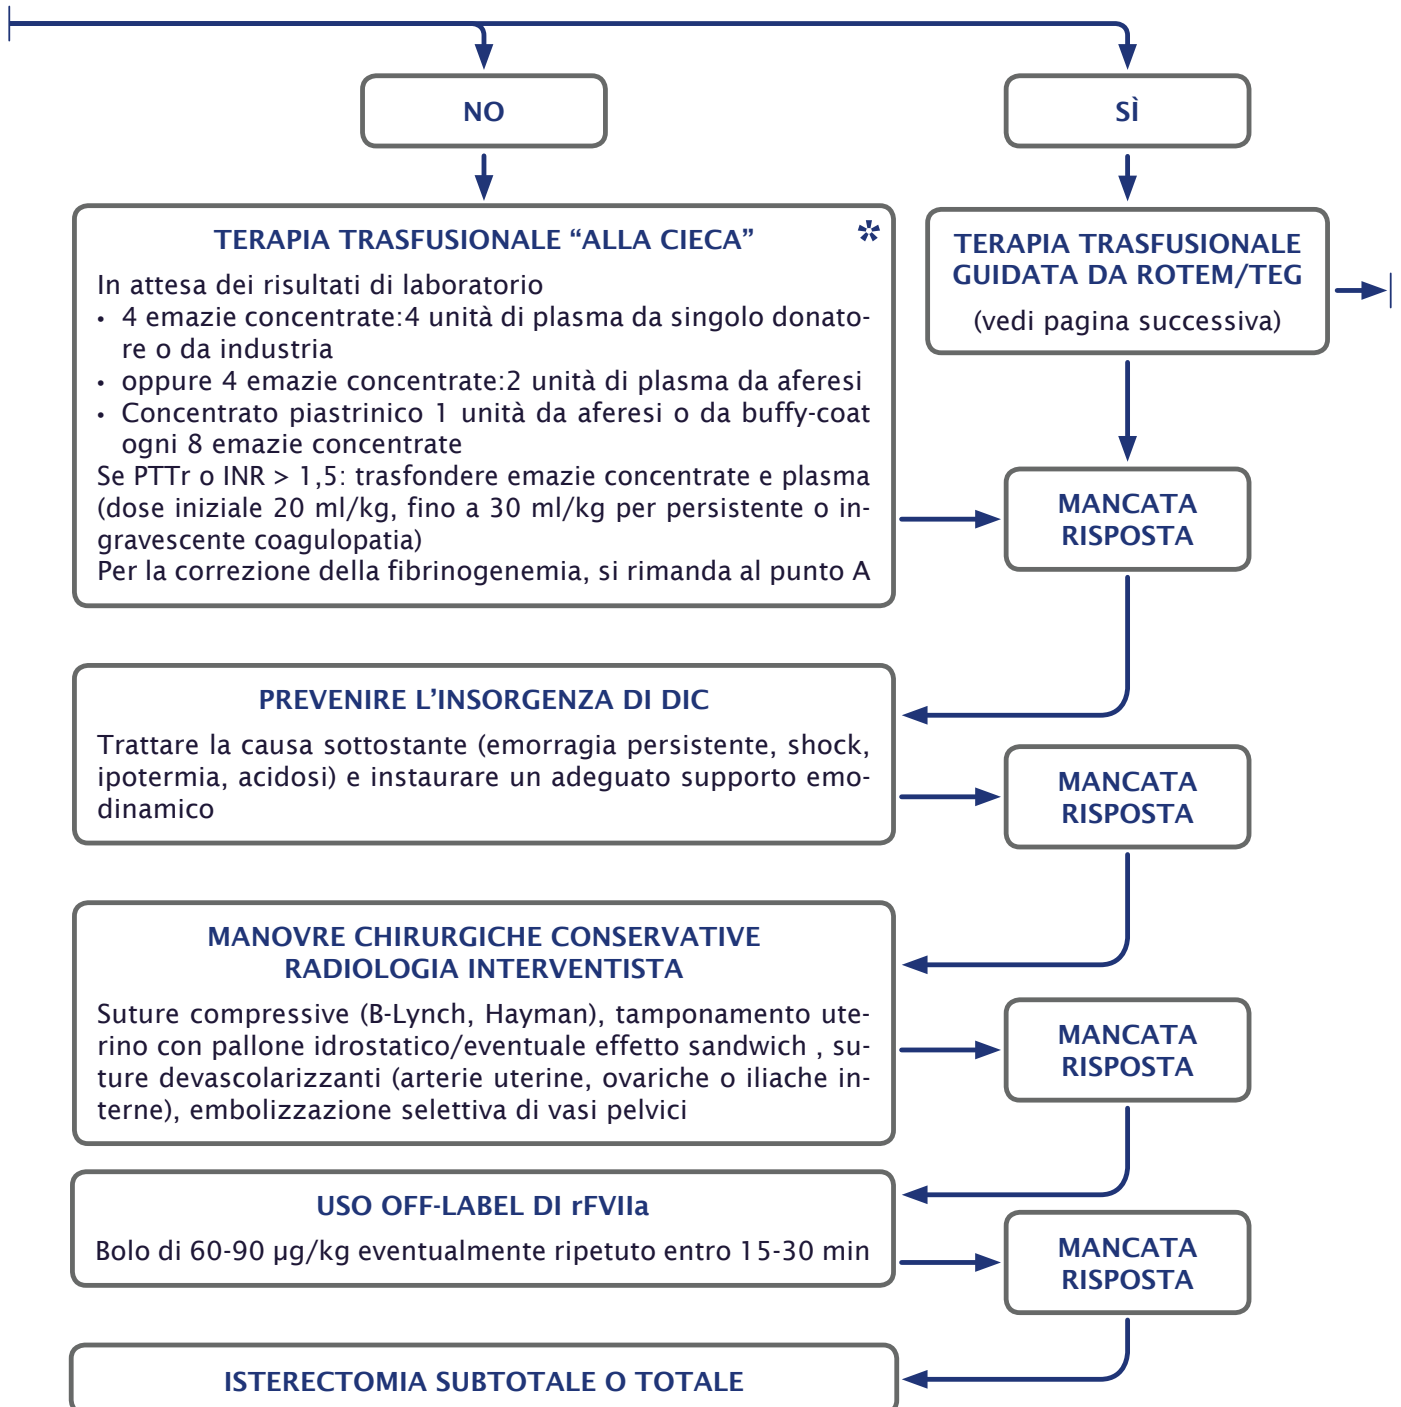 NO
SÌ
TERAPIA TRASFUSIONALE “ALLA CIECA”
*
In attesa dei risultati di laboratorio
• 4 emazie concentrate:4 unità di plasma da singolo donato-
re o da industria
• oppure 4 emazie concentrate:2 unità di plasma da aferesi
• Concentrato piastrinico 1 unità da aferesi o da buffy-coat
ogni 8 emazie concentrate
Se PTTr o INR > 1,5: trasfondere emazie concentrate e plasma
(dose iniziale 20 ml/kg, fino a 30 ml/kg per persistente o in-
gravescente coagulopatia)
Per la correzione della fibrinogenemia, si rimanda al punto A
TERAPIA TRASFUSIONALE
GUIDATA DA ROTEM/TEG
(vedi pagina successiva)
MANCATA
RISPOSTA
PREVENIRE L’INSORGENZA DI DIC
Trattare la causa sottostante (emorragia persistente, shock,
ipotermia, acidosi) e instaurare un adeguato supporto emo-
dinamico
MANCATA
RISPOSTA
MANOVRE CHIRURGICHE CONSERVATIVE
RADIOLOGIA INTERVENTISTA
Suture compressive (B-Lynch, Hayman), tamponamento ute-
rino con pallone idrostatico/eventuale effetto sandwich , su-
ture devascolarizzanti (arterie uterine, ovariche o iliache in-
terne), embolizzazione selettiva di vasi pelvici
MANCATA
RISPOSTA
USO OFF-LABEL DI rFVIIa
Bolo di 60-90 µg/kg eventualmente ripetuto entro 15-30 min
MANCATA
RISPOSTA
ISTERECTOMIA SUBTOTALE O TOTALE